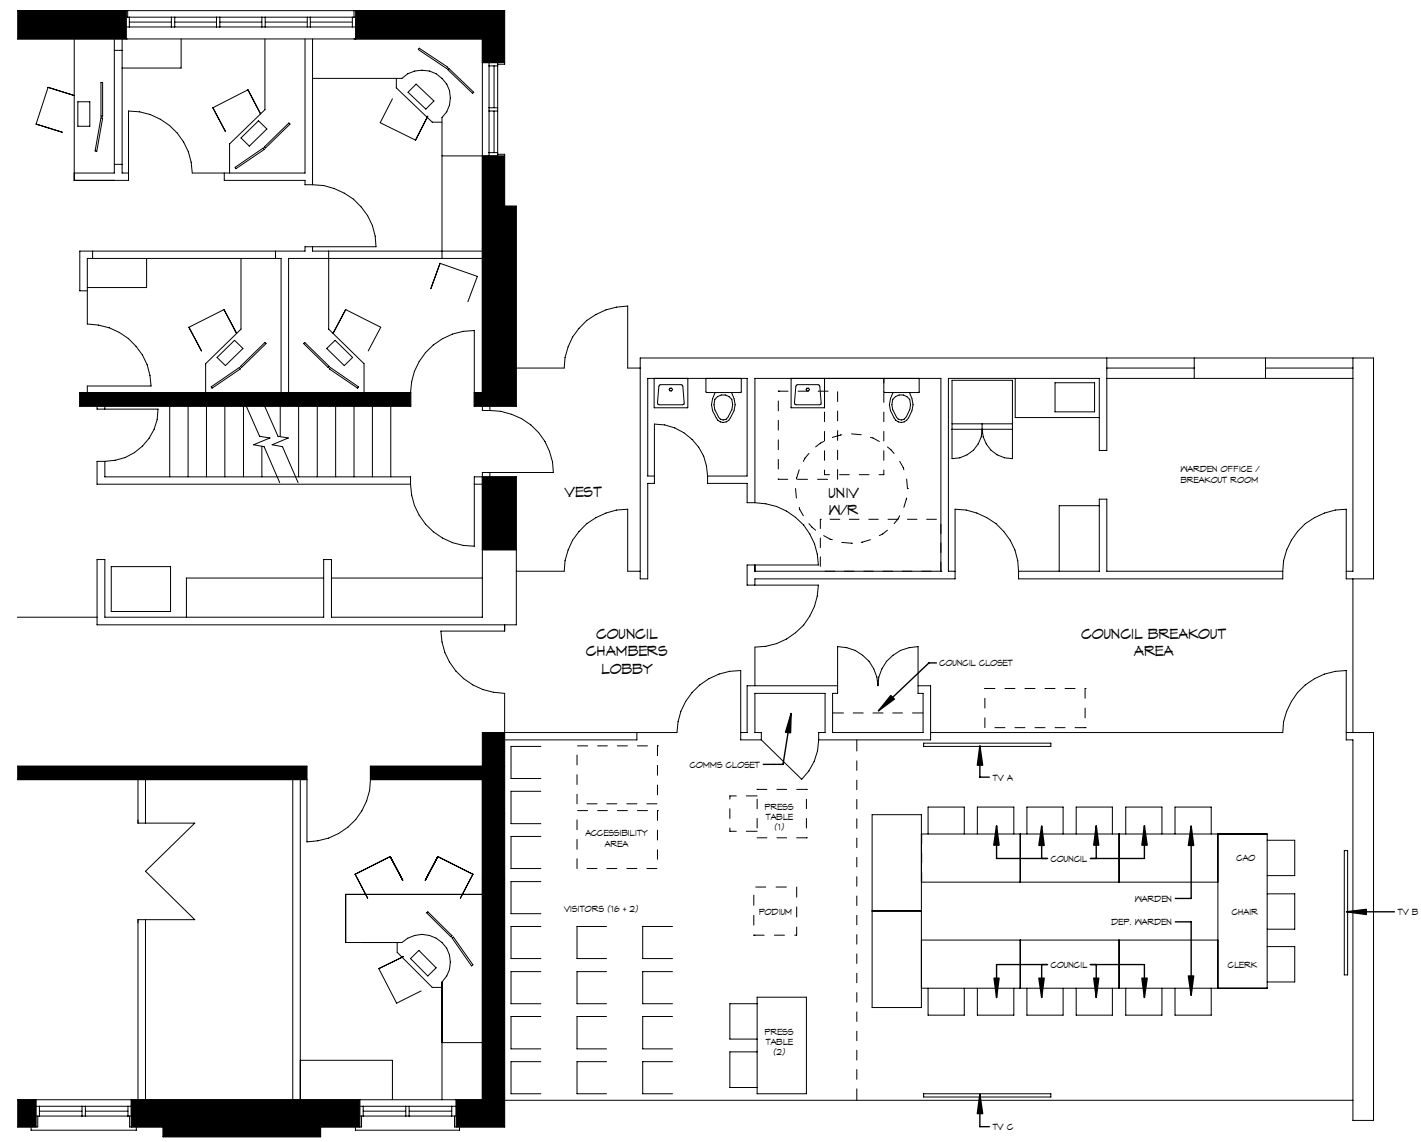 WARDEN OFFICE /
BREAKOUT ROOM
VEST
UNIV
W/R
COUNCIL
CHAMBERS
LOBBY
COUNCIL BREAKOUT
AREA
COUNCIL CLOSET
COMMS CLOSET
TV A
PRESS
TABLE
(1)
ACCESSIBILITY
AREA
COUNCIL
CAO
WARDEN
VISITORS (16 + 2)
PODIUM
CHAIR
TV B
DEP. WARDEN
COUNCIL
CLERK
PRESS
TABLE
(2)
TV C